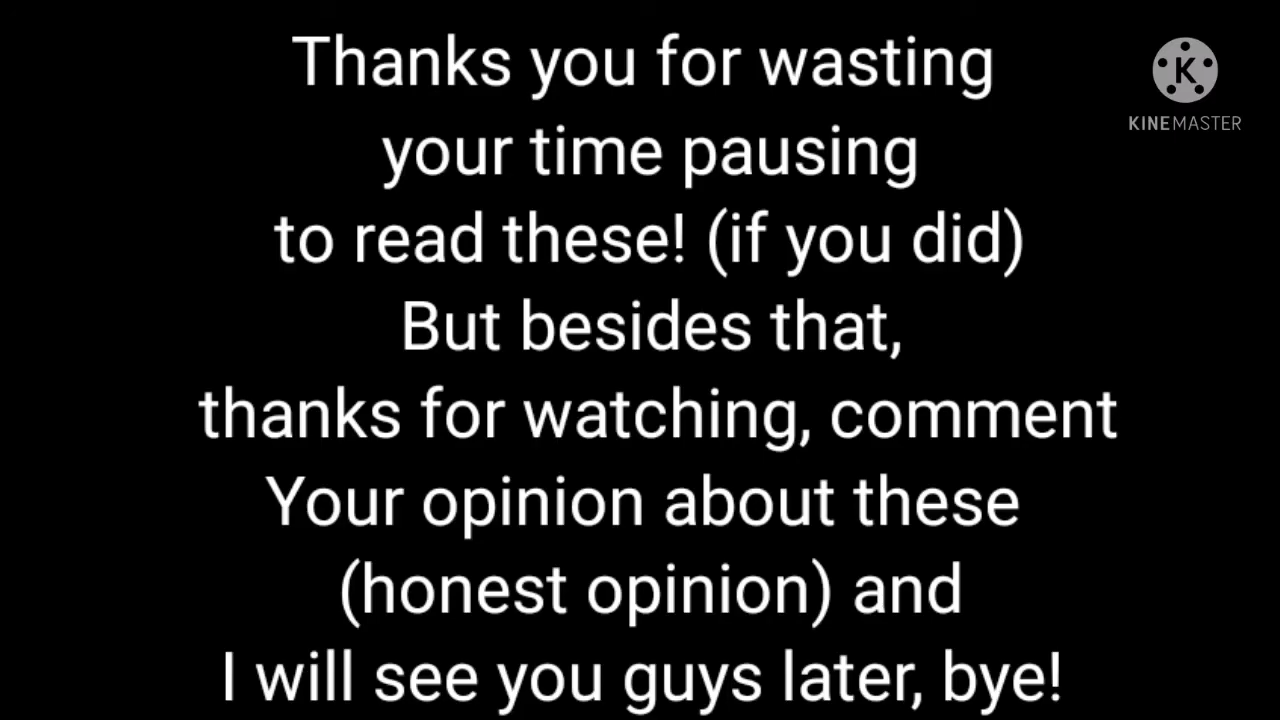 Thanks you for wasting
your time pausing
to read these! (if you did)
But besides that,
thanks for watching, comment
Your opinion about these
(honest opinion) and
I will see you guys later, bye!
K
KINEMASTER